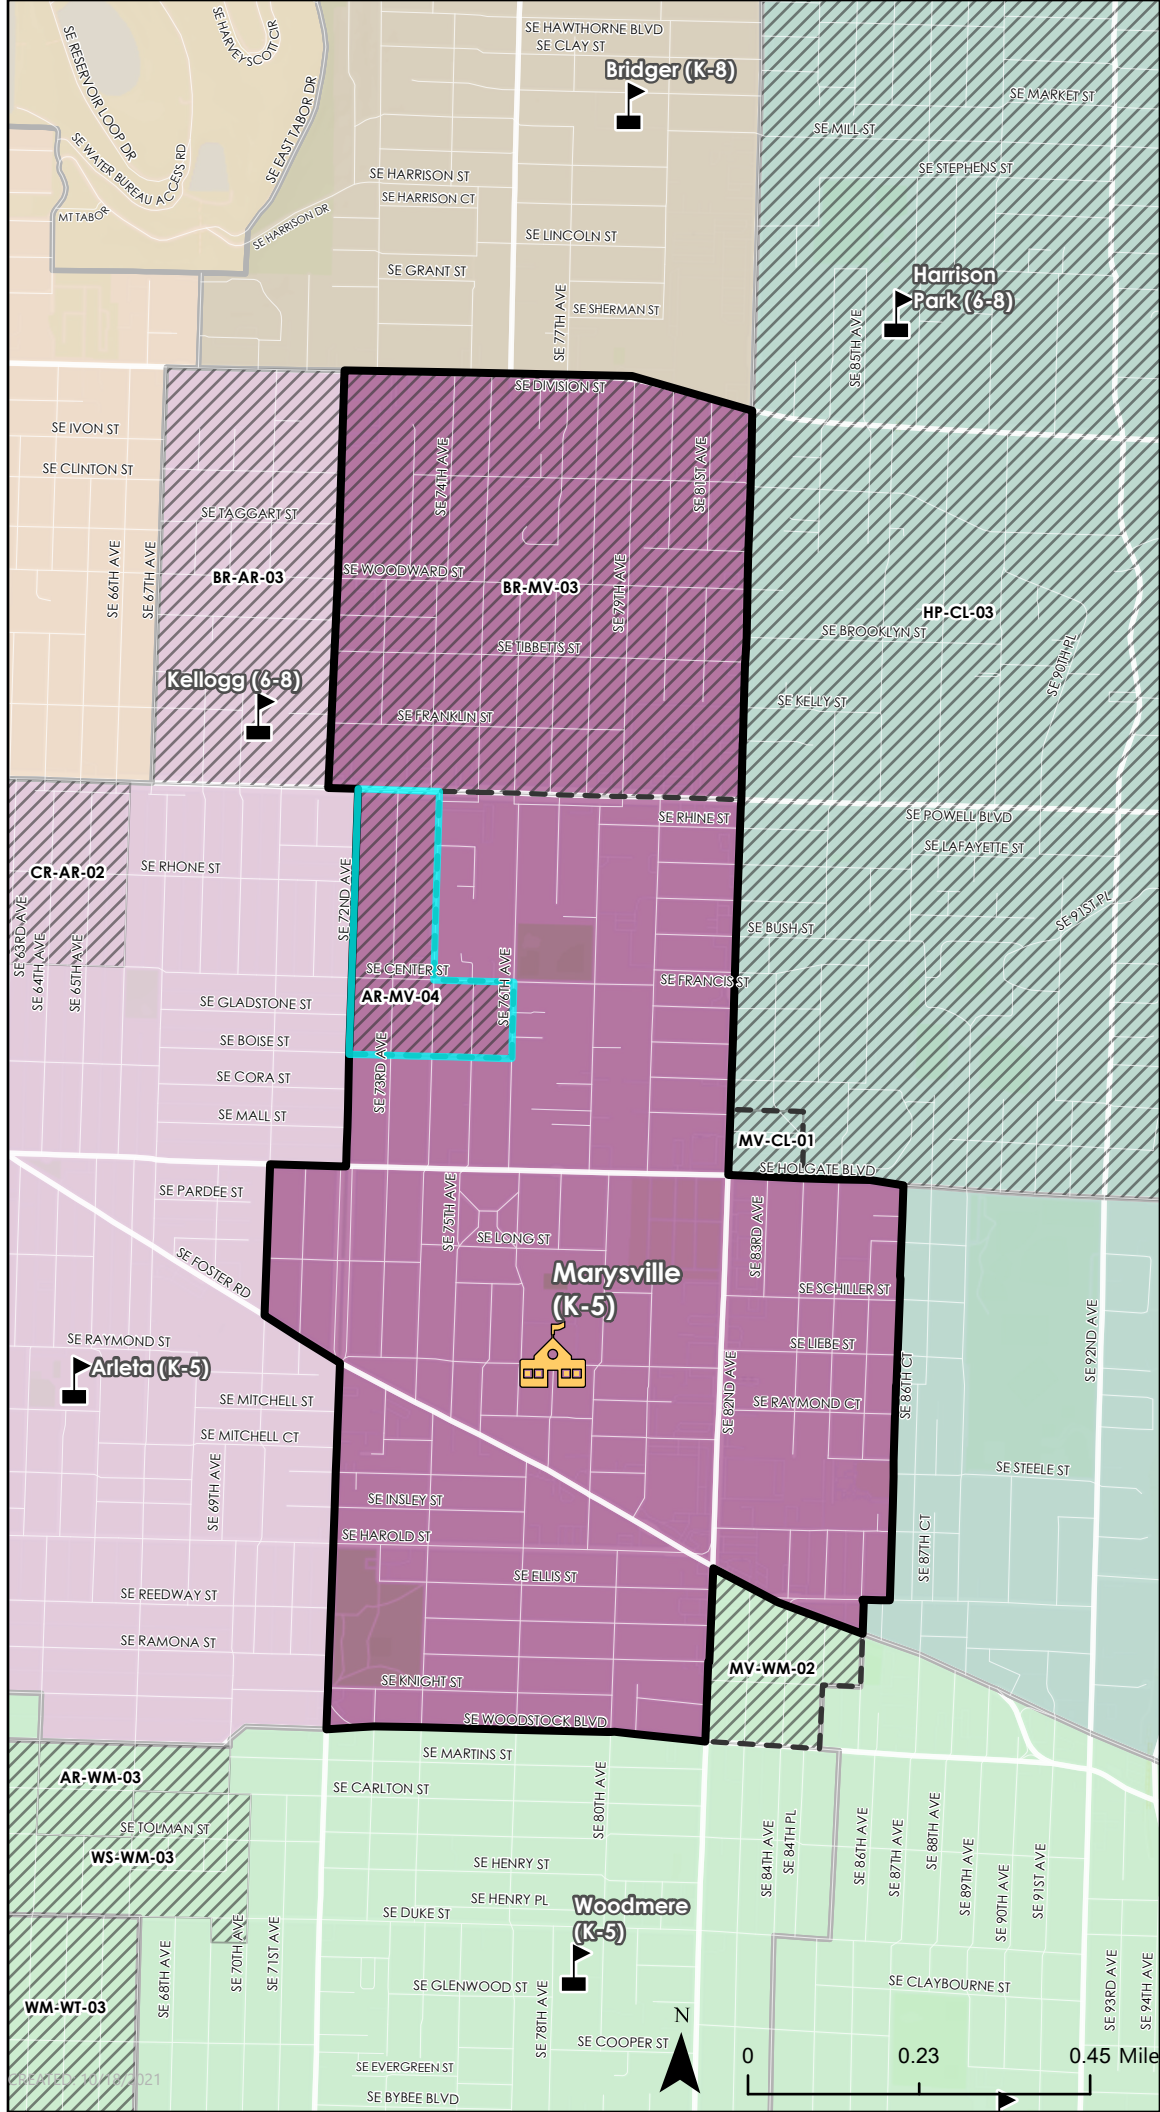 SE HAWTHORNE BLVD
SE CLAY ST
SE HARVEY SCOTT CIR
SE RESERVOIR LOOP DR
Bridger (K-8)
SE MARKET ST
SE EAST TABOR DR
SE MILL ST
SE WATER BUREAU ACCESS RD
SE STEPHENS ST
SE HARRISON ST
SE HARRISON CT
MT TABOR
SE HARRISON DR
SE LINCOLN ST
SE GRANT ST
Harrison
Park (6-8)
SE 77TH AVE
SE SHERMAN ST
SE 85TH AVE
SE DIVISION ST
SE IVON ST
SE CLINTON ST
SE 74TH AVE
SE 81ST AVE
SE TAGGART ST
SE 66TH AVE
SE 67TH AVE
SE WOODWARD ST
BR-AR-03
BR-MV-03
SE 79TH AVE
HP-CL-03
SE BROOKLYN ST
SE TIBBETTS ST
SE 90TH PL
Kellogg (6-8)
SE KELLY ST
SE FRANKLIN ST
SE RHINE ST
SE POWELL BLVD
SE LAFAYETTE ST
SE RHONE ST
CR-AR-02
SE 72ND AVE
SE 91ST PL
SE 63RD AVE
SE 64TH AVE
SE 65TH AVE
SE BUSH ST
SE CENTER ST
SE 76TH AVE
SE FRANCIS ST
AR-MV-04
SE GLADSTONE ST
SE BOISE ST
SE 73RD AVE
SE CORA ST
SE MALL ST
MV-CL-01
SE HOLGATE BLVD
SE PARDEE ST
SE 75TH AVE
SE LONG ST
SE 83RD AVE
SE FOSTER RD
Marysville
(K-5)
SE SCHILLER ST
SE RAYMOND ST
SE LIEBE ST
SE 92ND AVE
Arleta (K-5)
SE 82ND AVE
SE 86TH CT
SE MITCHELL ST
SE RAYMOND CT
SE MITCHELL CT
SE STEELE ST
SE 69TH AVE
SE INSLEY ST
SE HAROLD ST
SE 87TH CT
SE ELLIS ST
SE REEDWAY ST
SE RAMONA ST
MV-WM-02
SE KNIGHT ST
SE WOODSTOCK BLVD
SE MARTINS ST
AR-WM-03
SE CARLTON ST
SE 80TH AVE
SE TOLMAN ST
WS-WM-03
SE 84TH AVE
SE 84TH PL
SE 86TH AVE
SE 87TH AVE
SE 88TH AVE
SE 89TH AVE
SE 90TH AVE
SE 91ST AVE
SE HENRY ST
SE HENRY PL
SE DUKE ST
Woodmere
(K-5)
SE 68TH AVE
SE 70TH AVE
SE 71ST AVE
SE GLENWOOD ST
SE 78TH AVE
SE CLAYBOURNE ST
SE 93RD AVE
SE 94TH AVE
WM-WT-03
N
SE COOPER ST
0 0.23 0.45 Mile
SE EVERGREEN ST
CREATED: 10/18/2021
SE BYBEE BLVD